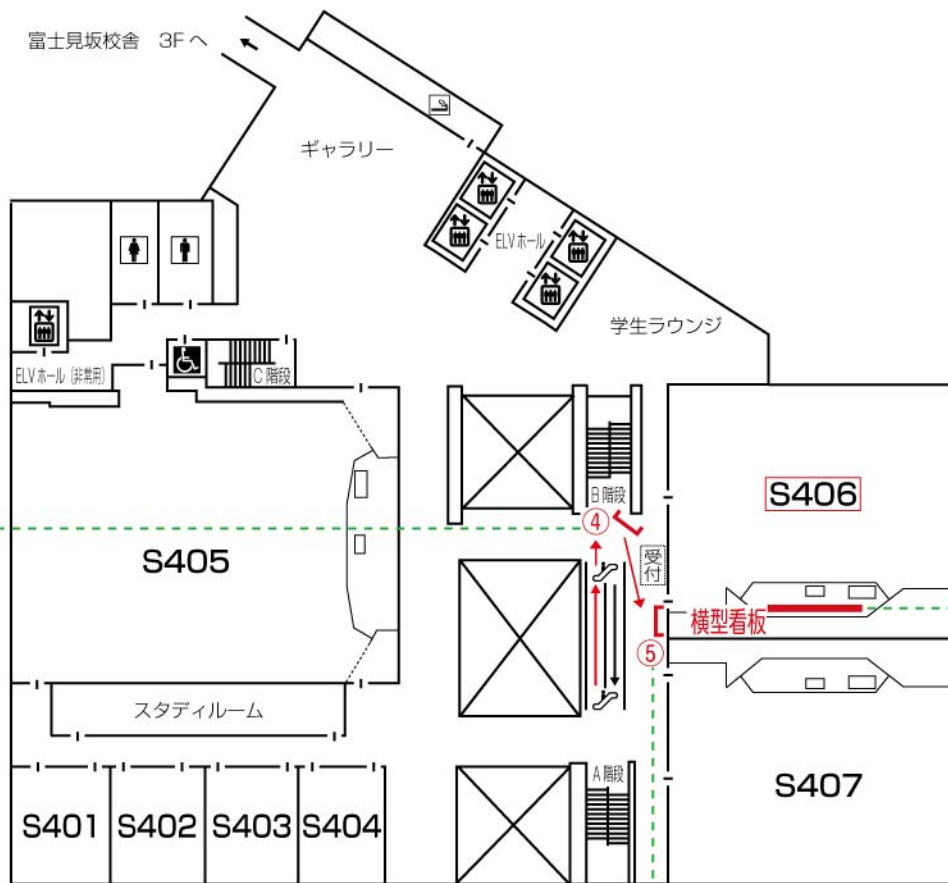 富士見坂校舎　3Fへ
ギャラリー
ELVホール
学生ラウンジ
ELVホール（非常用）
C階段
B階段
S406
④
受付
S405
横型看板
⑤
スタディルーム
A階段
S407
S401
S402
S403
S404